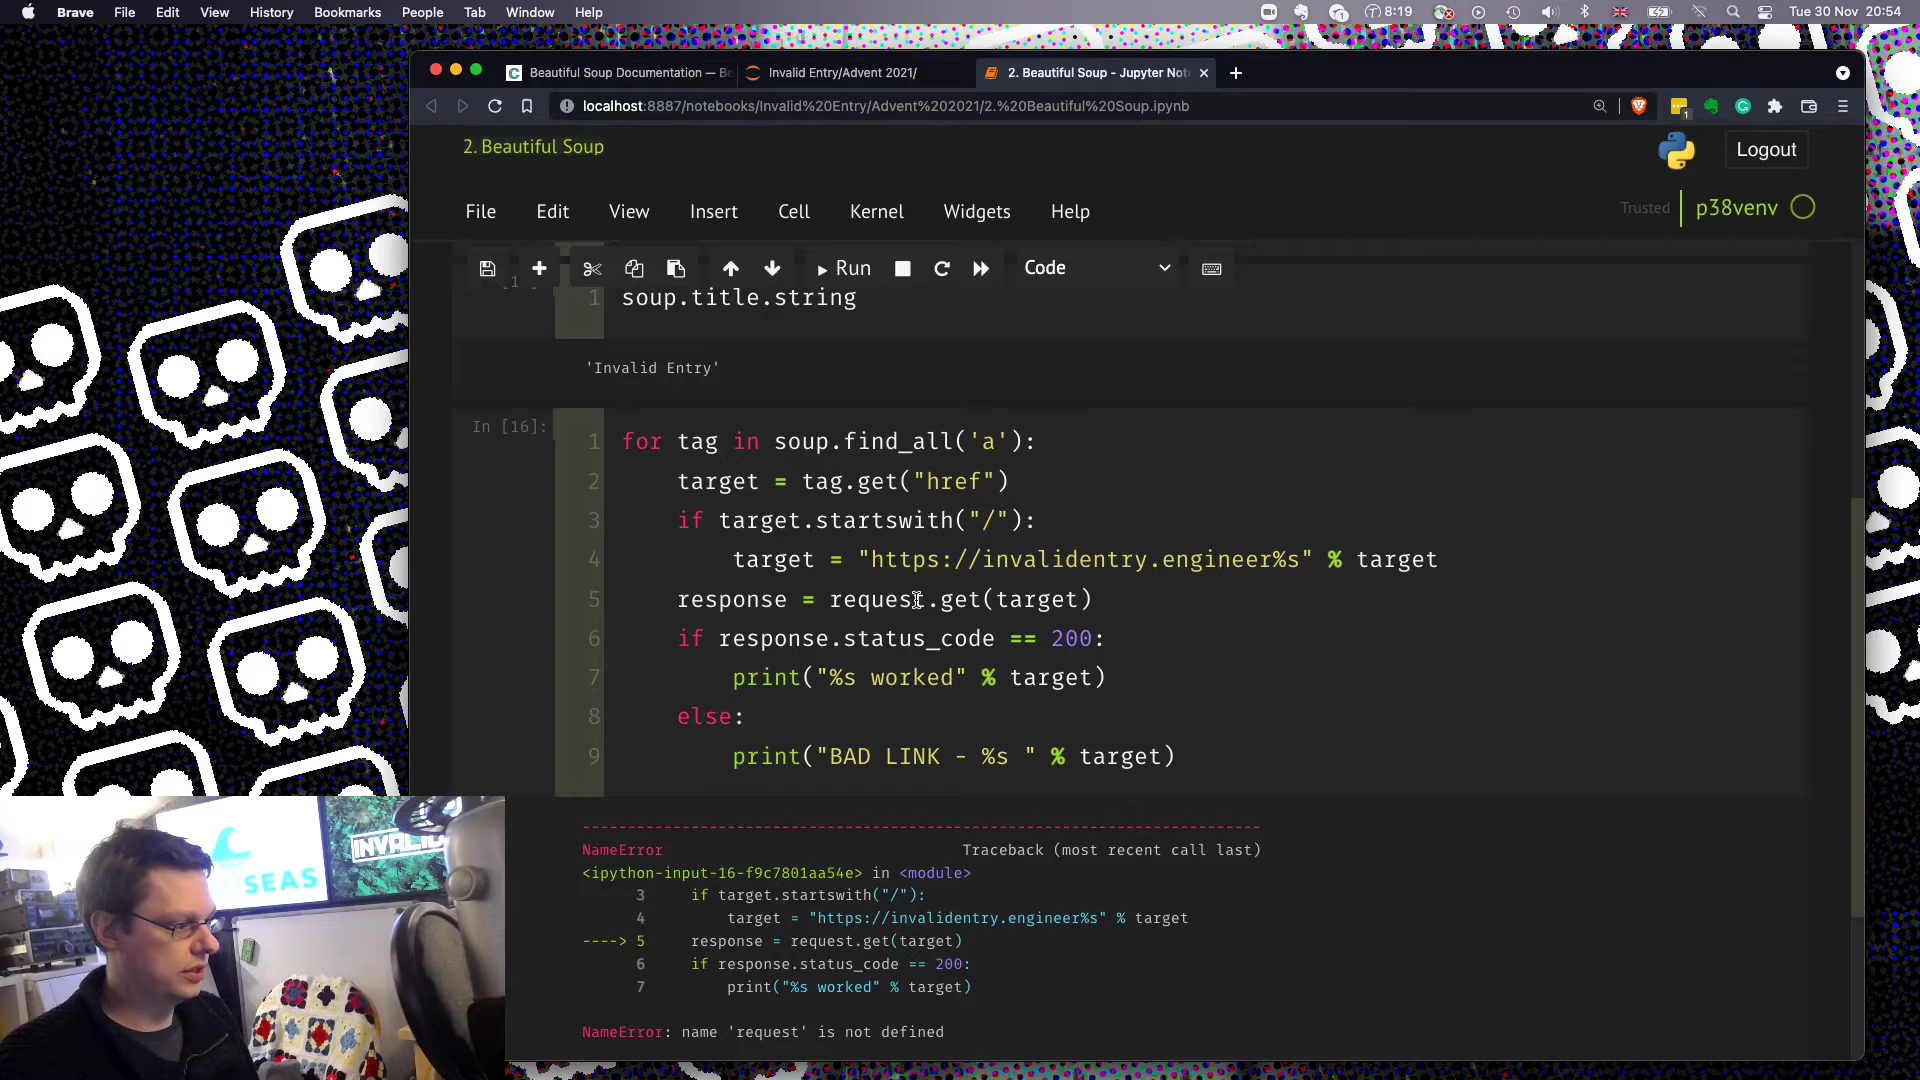 Brave File Edit View History Bookmarks People Tab Window Help
8:19 Tue 30 Nov 20:54
Beautiful Soup Documentation — Be
Invalid Entry/Advent 2021/
2. Beautiful Soup - Jupyter Not
localhost:8887/notebooks/Invalid%20Entry/Advent%202021/2.%20Beautiful%20Soup.ipynb
2. Beautiful Soup
Logout
File Edit View Insert Cell Kernel Widgets Help
Trusted
p38venv
Run
Code
1 soup.title.string
'Invalid Entry'
In [16]:
1 for tag in soup.find_all('a'):
2 target = tag.get("href")
3 if target.startswith("/"):
4 target = "https://invalidentry.engineer%s" % target
5 response = request.get(target)
6 if response.status_code == 200:
7 print("%s worked" % target)
8 else:
9 print("BAD LINK - %s " % target)
---------------------------------------------------------------------------
NameError Traceback (most recent call last)
<ipython-input-16-f9c7801aa54e> in <module>
3 if target.startswith("/"):
4 target = "https://invalidentry.engineer%s" % target
----> 5 response = request.get(target)
6 if response.status_code == 200:
7 print("%s worked" % target)
NameError: name 'request' is not defined
INVALID
SEAS